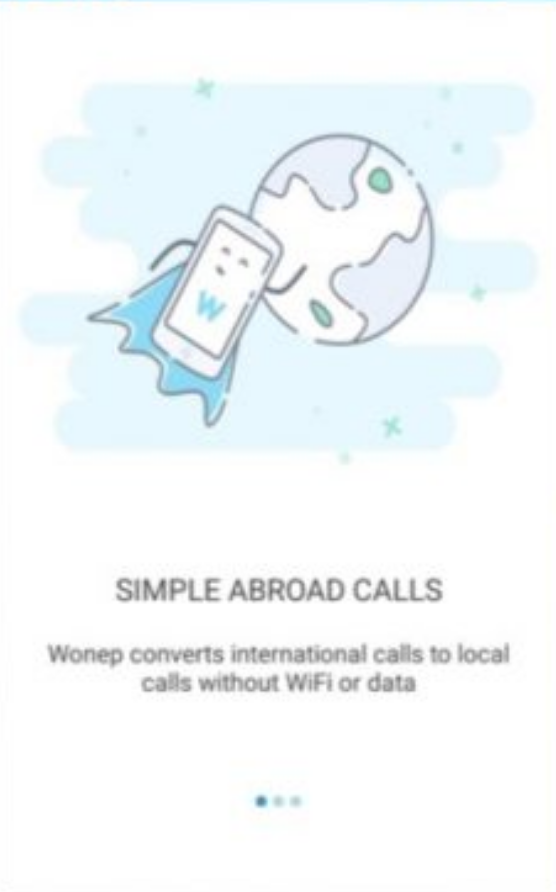 W
SIMPLE ABROAD CALLS
Wonep converts international calls to local
calls without WiFi or data